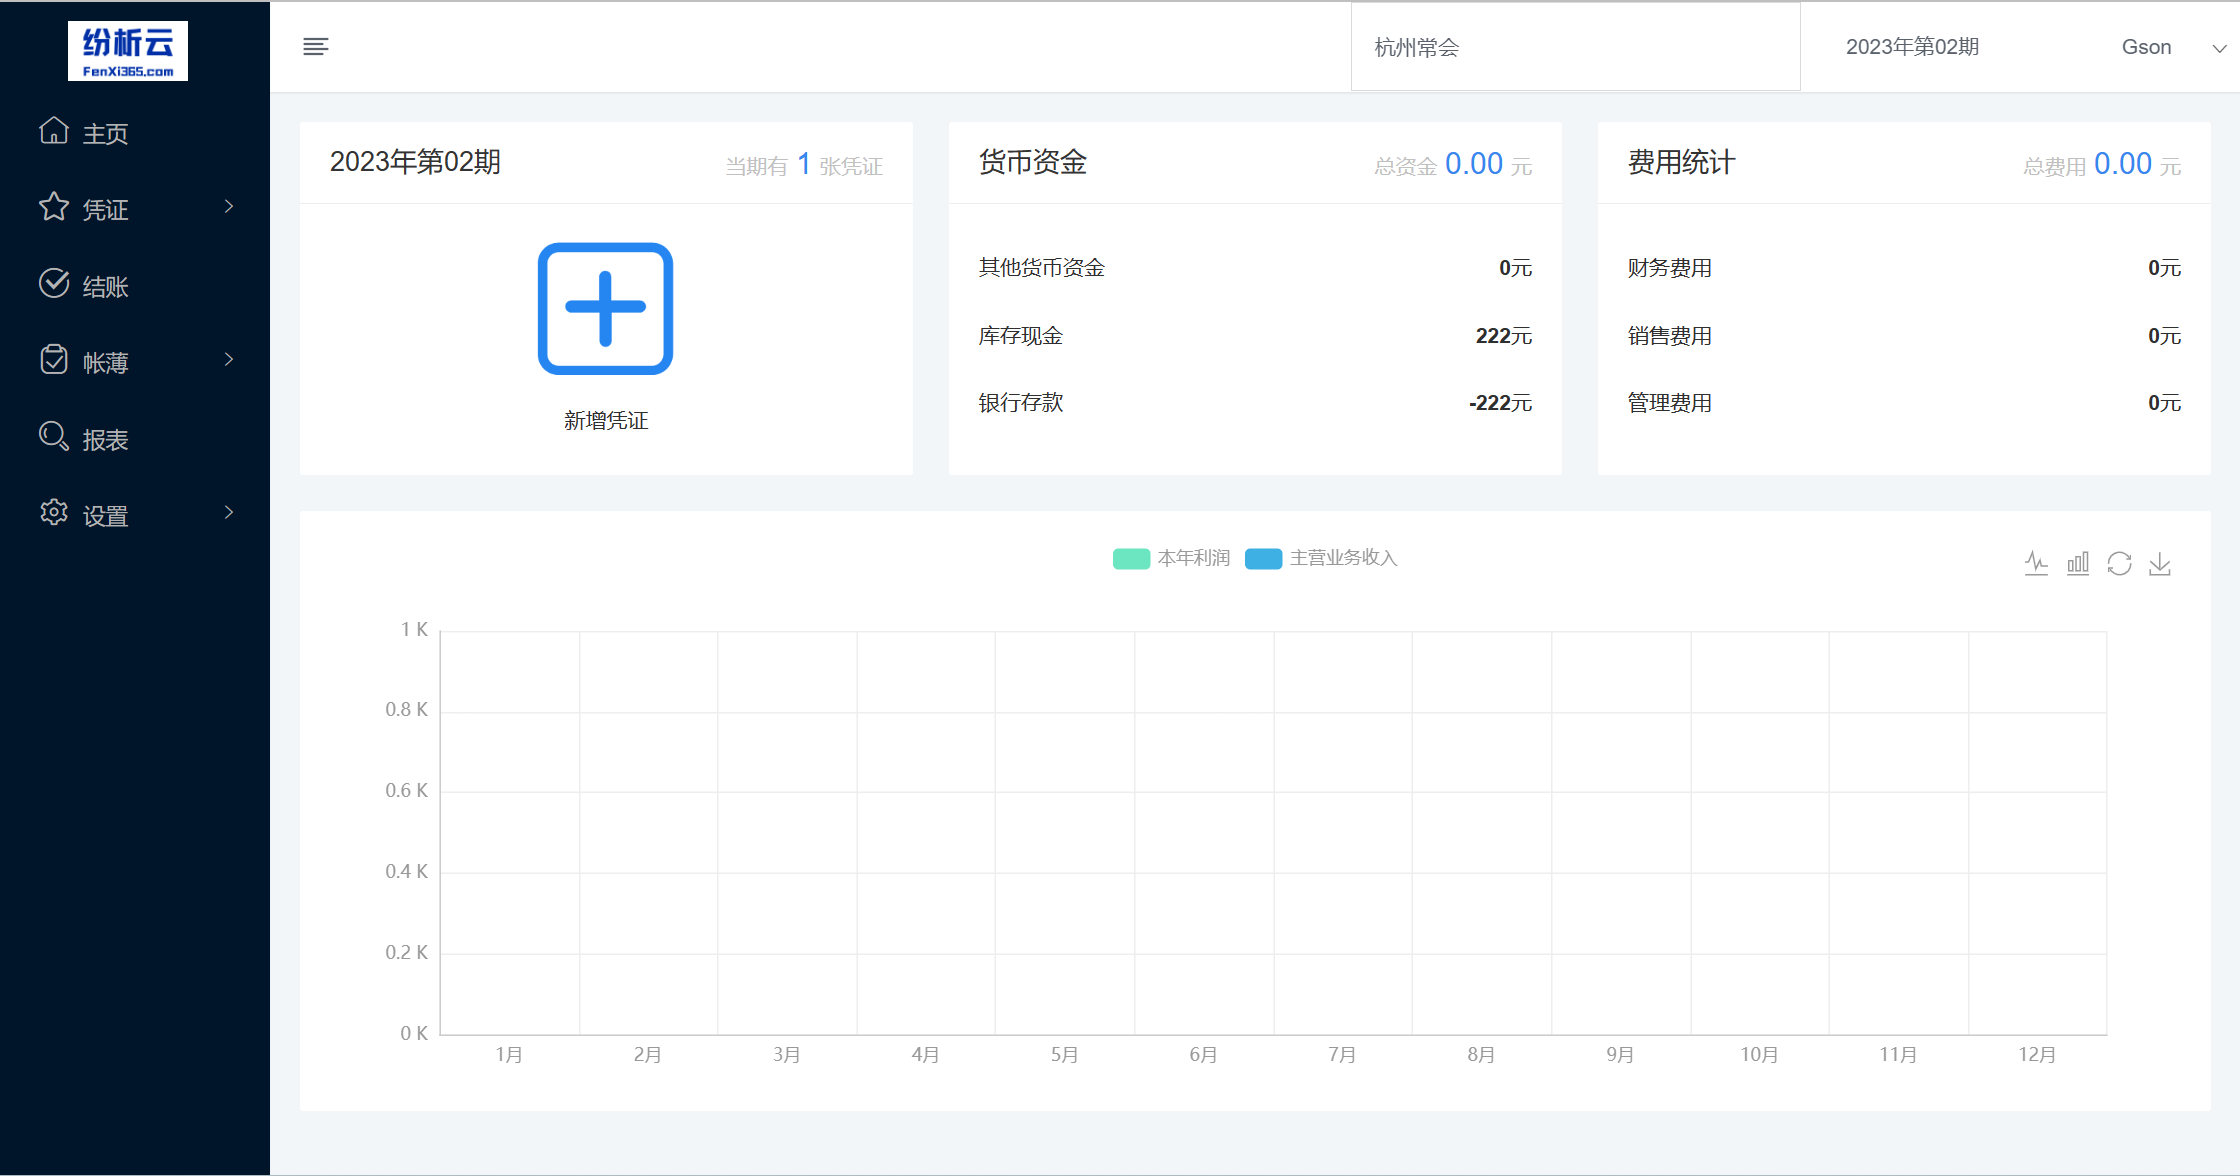 纷析云
FenXi365.com
杭州常会
2023年第02期
Gson
主页
凭证
结账
帐薄
报表
设置
2023年第02期
当期有 1 张凭证
新增凭证
货币资金
总资金 0.00 元
其他货币资金 0元
库存现金 222元
银行存款 -222元
费用统计
总费用 0.00 元
财务费用 0元
销售费用 0元
管理费用 0元
本年利润 主营业务收入
1 K
0.8 K
0.6 K
0.4 K
0.2 K
0 K
1月 2月 3月 4月 5月 6月 7月 8月 9月 10月 11月 12月